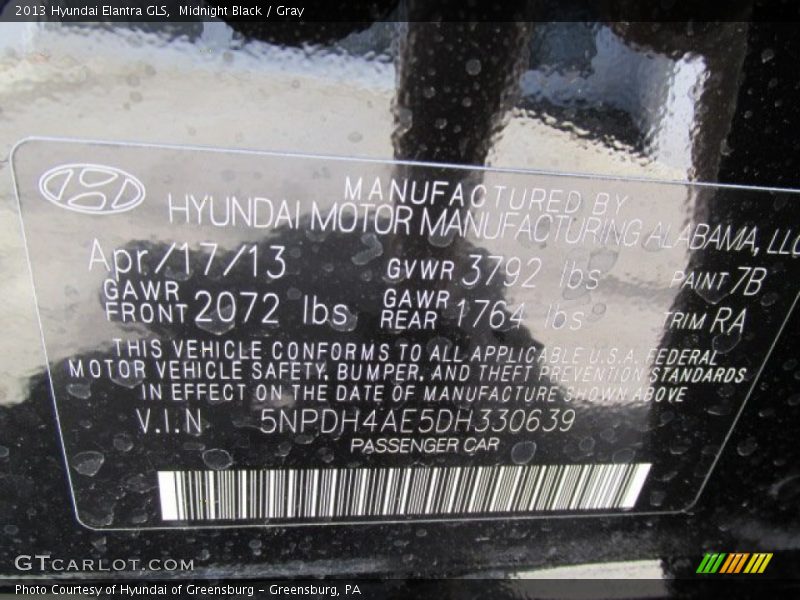 2013 Hyundai Elantra GLS, Midnight Black / Gray
MANUFACTURED BY
HYUNDAI MOTOR MANUFACTURING ALABAMA, LLC
Apr/17/13 GVWR 3792 lbs PAINT 7B
GAWR FRONT 2072 lbs GAWR REAR 1764 lbs TRIM RA
THIS VEHICLE CONFORMS TO ALL APPLICABLE U.S.A. FEDERAL
MOTOR VEHICLE SAFETY, BUMPER, AND THEFT PREVENTION STANDARDS
IN EFFECT ON THE DATE OF MANUFACTURE SHOWN ABOVE
V.I.N 5NPDH4AE5DH330639
PASSENGER CAR
GTCARLOT.COM
Photo Courtesy of Hyundai of Greensburg - Greensburg, PA